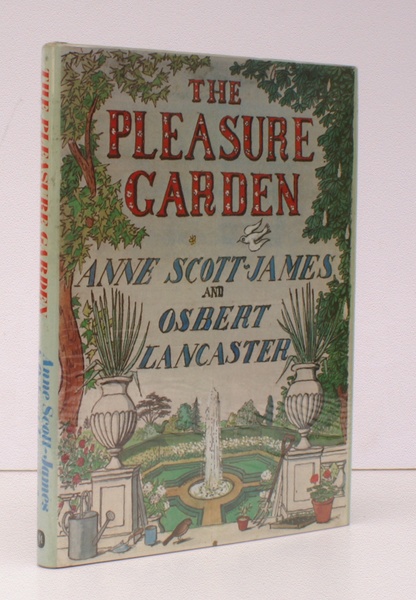 THE
PLEASURE
GARDEN
ANNE SCOTT-JAMES
AND
OSBERT
LANCASTER
THE PLEASURE GARDEN
Anne Scott-James